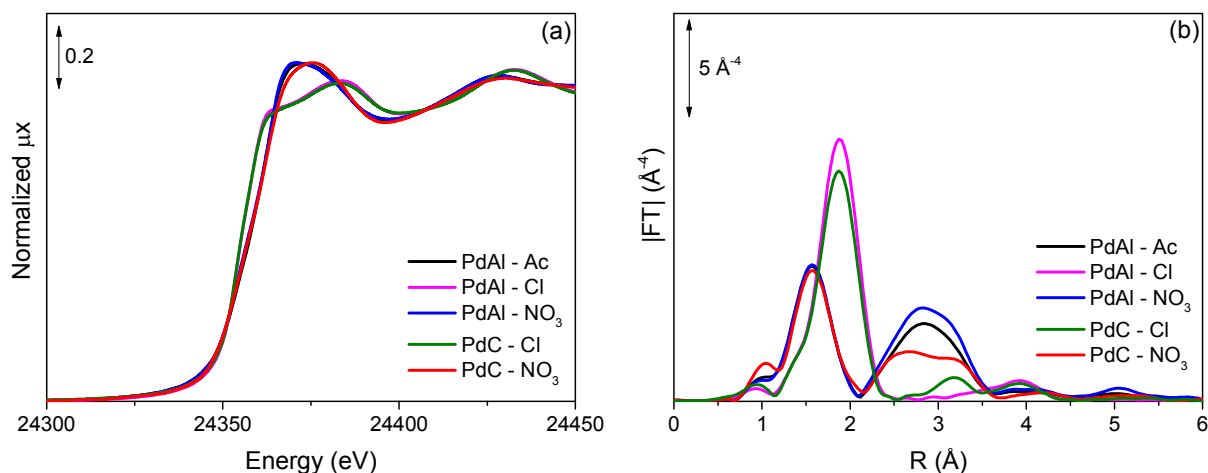 (a)
0.2
Normalized μx
PdAl - Ac
PdAl - Cl
PdAl - NO₃
PdC - Cl
PdC - NO₃
24300 24350 24400 24450
Energy (eV)
(b)
5 Å⁻⁴
|FT| (Å⁻⁴)
PdAl - Ac
PdAl - Cl
PdAl - NO₃
PdC - Cl
PdC - NO₃
0 1 2 3 4 5 6
R (Å)